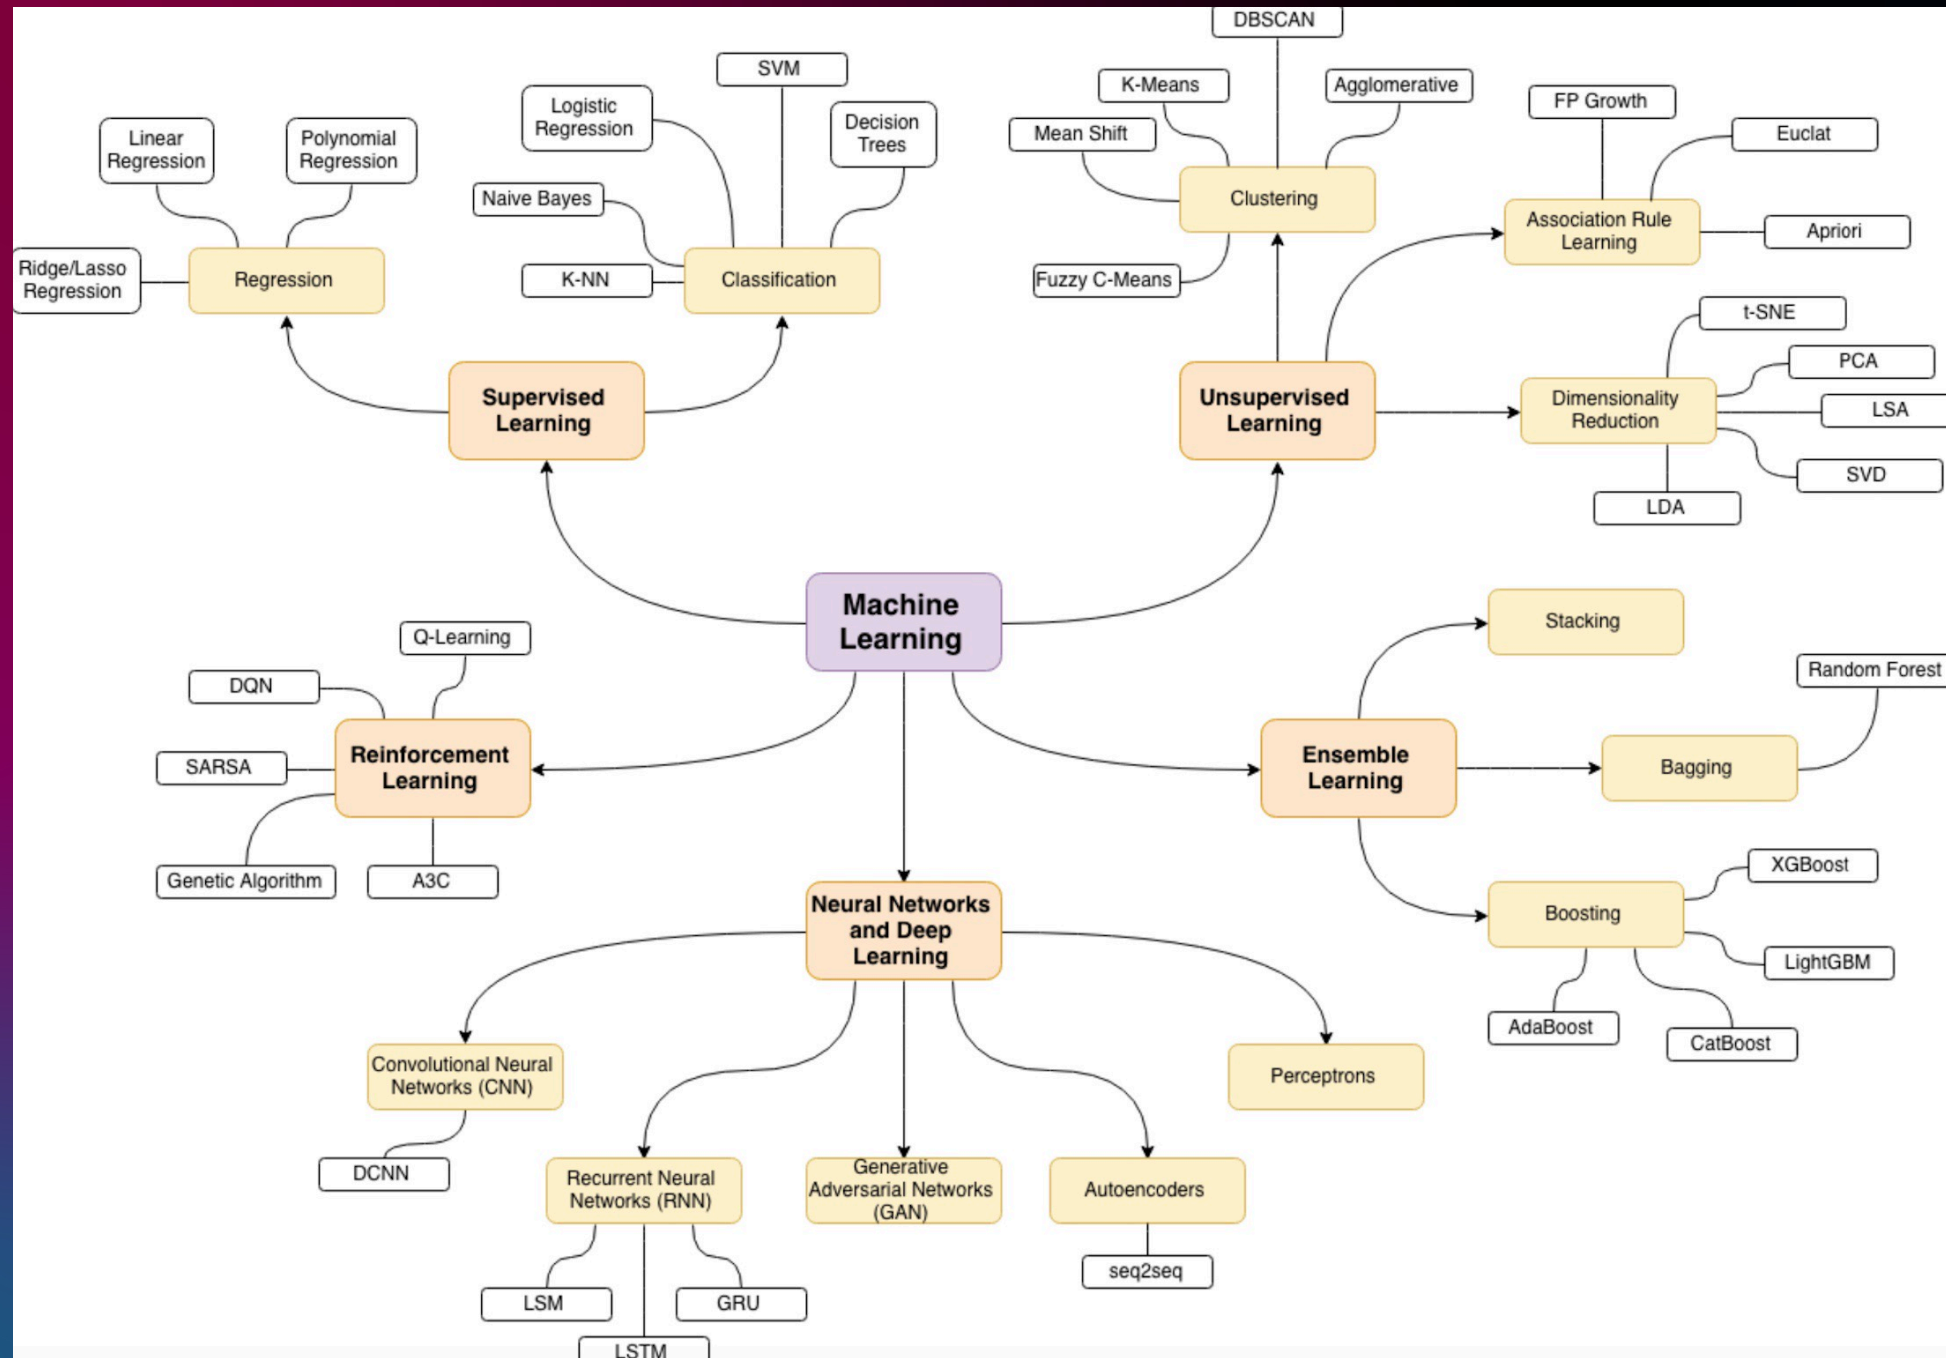 DBSCAN
SVM
K-Means
Agglomerative
Logistic
Regression
FP Growth
Linear
Regression
Polynomial
Regression
Decision
Trees
Mean Shift
Euclat
Naive Bayes
Clustering
Association Rule
Learning
Apriori
Ridge/Lasso
Regression
Regression
K-NN
Classification
Fuzzy C-Means
t-SNE
PCA
Supervised
Learning
Unsupervised
Learning
Dimensionality
Reduction
LSA
SVD
LDA
Machine
Learning
Stacking
Q-Learning
DQN
Random Forest
Reinforcement
Learning
SARSA
Ensemble
Learning
Bagging
Genetic Algorithm
A3C
XGBoost
Neural Networks
and Deep
Learning
Boosting
LightGBM
AdaBoost
CatBoost
Convolutional Neural
Networks (CNN)
Perceptrons
DCNN
Recurrent Neural
Networks (RNN)
Generative
Adversarial Networks
(GAN)
Autoencoders
seq2seq
LSM
GRU
LSTM